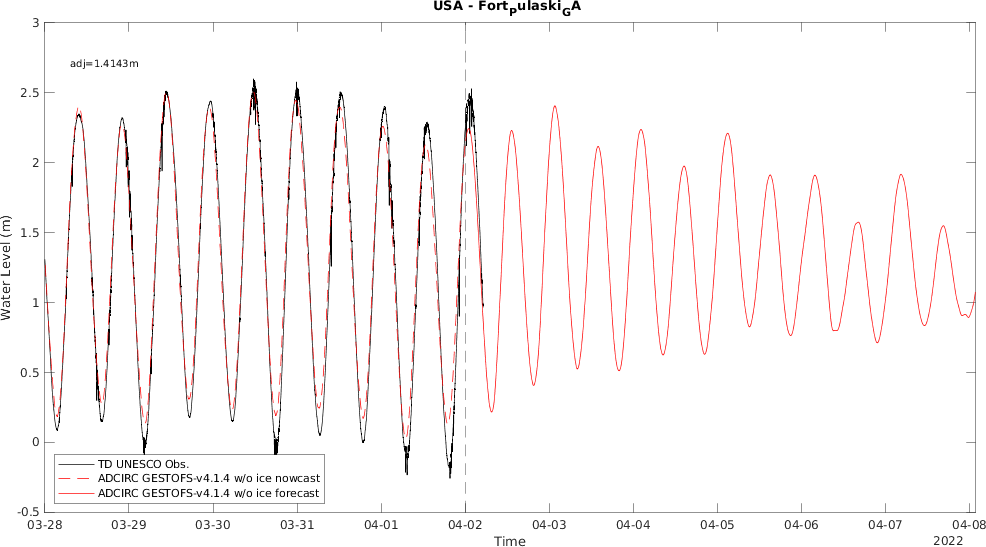 USA - Fort_Pulaski_GA
3
adj=1.4143m
2.5
2
1.5
1
0.5
0
-0.5
Water Level (m)
TD UNESCO Obs.
ADCIRC GESTOFS-v4.1.4 w/o ice nowcast
ADCIRC GESTOFS-v4.1.4 w/o ice forecast
03-28 03-29 03-30 03-31 04-01 04-02 04-03 04-04 04-05 04-06 04-07 04-08
Time
2022